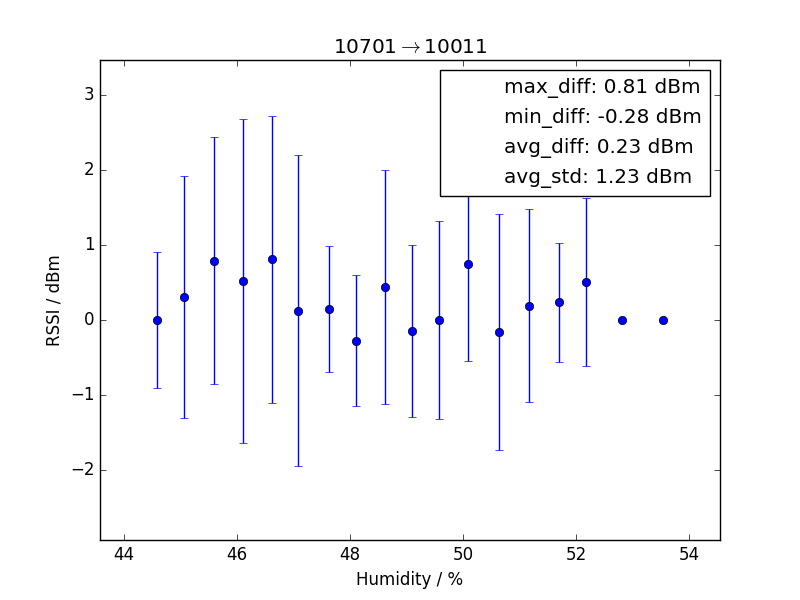 10701→10011
max_diff: 0.81 dBm
min_diff: -0.28 dBm
avg_diff: 0.23 dBm
avg_std: 1.23 dBm
RSSI / dBm
3
2
1
0
−1
−2
44 46 48 50 52 54
Humidity / %